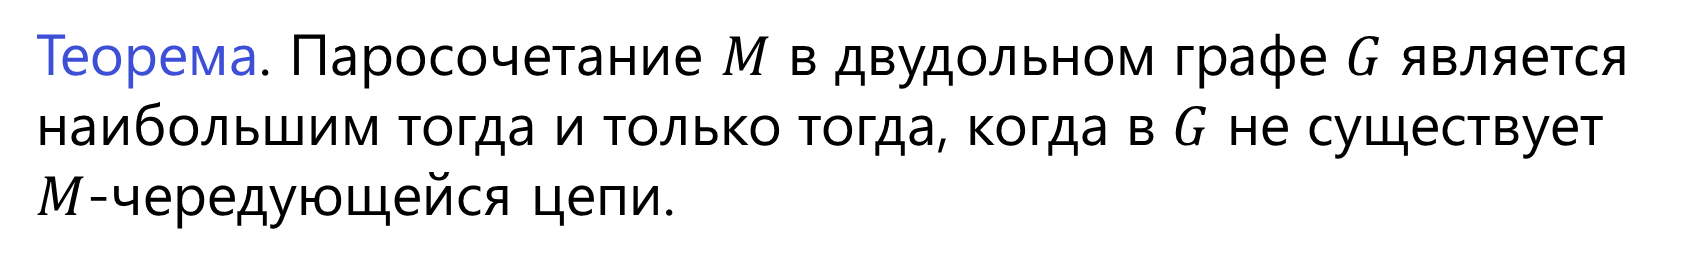 Теорема. Паросочетание M в двудольном графе G является
наибольшим тогда и только тогда, когда в G не существует
M-чередующейся цепи.